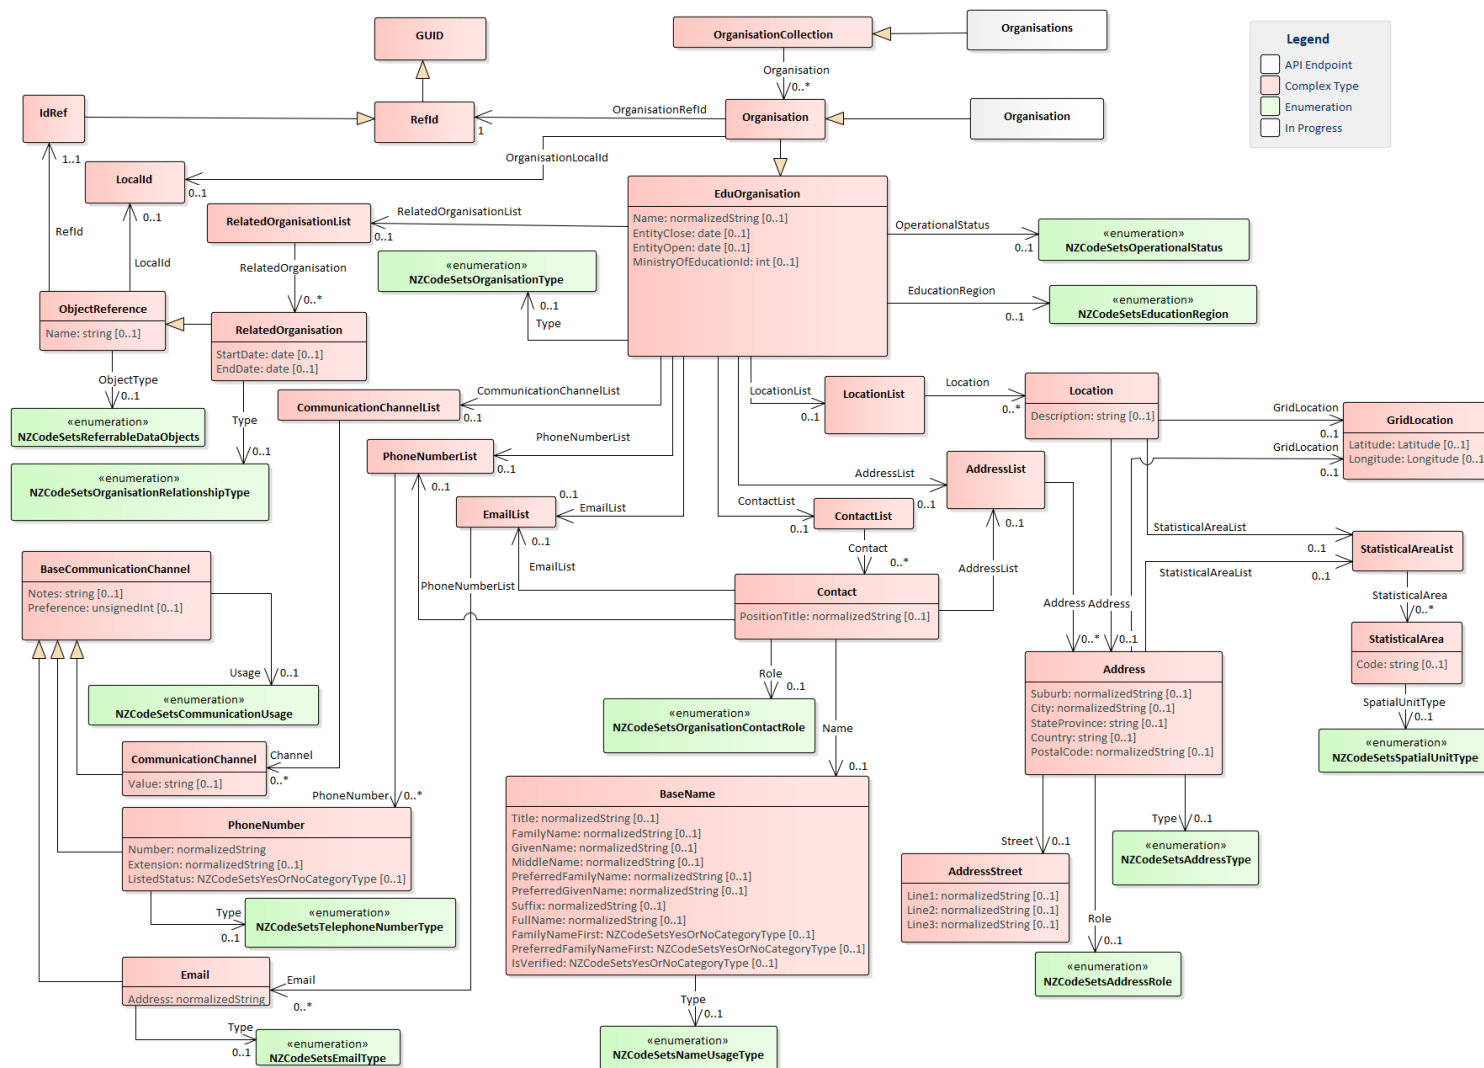 GUID
OrganisationCollection
Organisations
Legend
API Endpoint
Complex Type
Enumeration
In Progress
Organisation
0..*
IdRef
RefId
OrganisationRefId
1
Organisation
Organisation
OrganisationLocalId
1..1
LocalId
0..1
0..1
RefId
LocalId
RelatedOrganisationList
RelatedOrganisationList
0..1
EduOrganisation
Name: normalizedString [0..1]
EntityClose: date [0..1]
EntityOpen: date [0..1]
MinistryOfEducationId: int [0..1]
OperationalStatus
0..1
«enumeration»
NZCodeSetsOperationalStatus
RelatedOrganisation
0..*
«enumeration»
NZCodeSetsOrganisationType
0..1
Type
EducationRegion
0..1
«enumeration»
NZCodeSetsEducationRegion
ObjectReference
Name: string [0..1]
RelatedOrganisation
StartDate: date [0..1]
EndDate: date [0..1]
ObjectType
0..1
«enumeration»
NZCodeSetsReferrableDataObjects
Type
0..1
«enumeration»
NZCodeSetsOrganisationRelationshipType
CommunicationChannelList
CommunicationChannelList
0..1
LocationList
0..1
LocationList
Location
0..*
Location
Description: string [0..1]
GridLocation
0..1
GridLocation
0..1
GridLocation
Latitude: Latitude [0..1]
Longitude: Longitude [0..1]
PhoneNumberList
PhoneNumberList
0..1
0..1
AddressList
0..1
AddressList
0..1
EmailList
0..1
EmailList
0..1
EmailList
ContactList
0..1
ContactList
Contact
0..*
AddressList
StatisticalAreaList
0..1
StatisticalAreaList
0..1
StatisticalAreaList
StatisticalArea
0..*
BaseCommunicationChannel
Notes: string [0..1]
Preference: unsignedInt [0..1]
PhoneNumberList
Contact
PositionTitle: normalizedString [0..1]
Address
0..*
Address
0..1
StatisticalArea
Code: string [0..1]
Usage
0..1
«enumeration»
NZCodeSetsCommunicationUsage
Role
0..1
«enumeration»
NZCodeSetsOrganisationContactRole
Name
0..1
Address
Suburb: normalizedString [0..1]
City: normalizedString [0..1]
StateProvince: string [0..1]
Country: string [0..1]
PostalCode: normalizedString [0..1]
SpatialUnitType
0..1
«enumeration»
NZCodeSetsSpatialUnitType
CommunicationChannel
Value: string [0..1]
Channel
0..*
PhoneNumber
0..*
PhoneNumber
Number: normalizedString
Extension: normalizedString [0..1]
ListedStatus: NZCodeSetsYesOrNoCategoryType [0..1]
BaseName
Title: normalizedString [0..1]
FamilyName: normalizedString [0..1]
GivenName: normalizedString [0..1]
MiddleName: normalizedString [0..1]
PreferredFamilyName: normalizedString [0..1]
PreferredGivenName: normalizedString [0..1]
Suffix: normalizedString [0..1]
FullName: normalizedString [0..1]
FamilyNameFirst: NZCodeSetsYesOrNoCategoryType [0..1]
PreferredFamilyNameFirst: NZCodeSetsYesOrNoCategoryType [0..1]
IsVerified: NZCodeSetsYesOrNoCategoryType [0..1]
Street
0..1
AddressStreet
Line1: normalizedString [0..1]
Line2: normalizedString [0..1]
Line3: normalizedString [0..1]
Type
0..1
«enumeration»
NZCodeSetsAddressType
Type
0..1
«enumeration»
NZCodeSetsTelephoneNumberType
Role
0..1
«enumeration»
NZCodeSetsAddressRole
Email
Address: normalizedString
Email
0..*
Type
0..1
«enumeration»
NZCodeSetsEmailType
Type
0..1
«enumeration»
NZCodeSetsNameUsageType